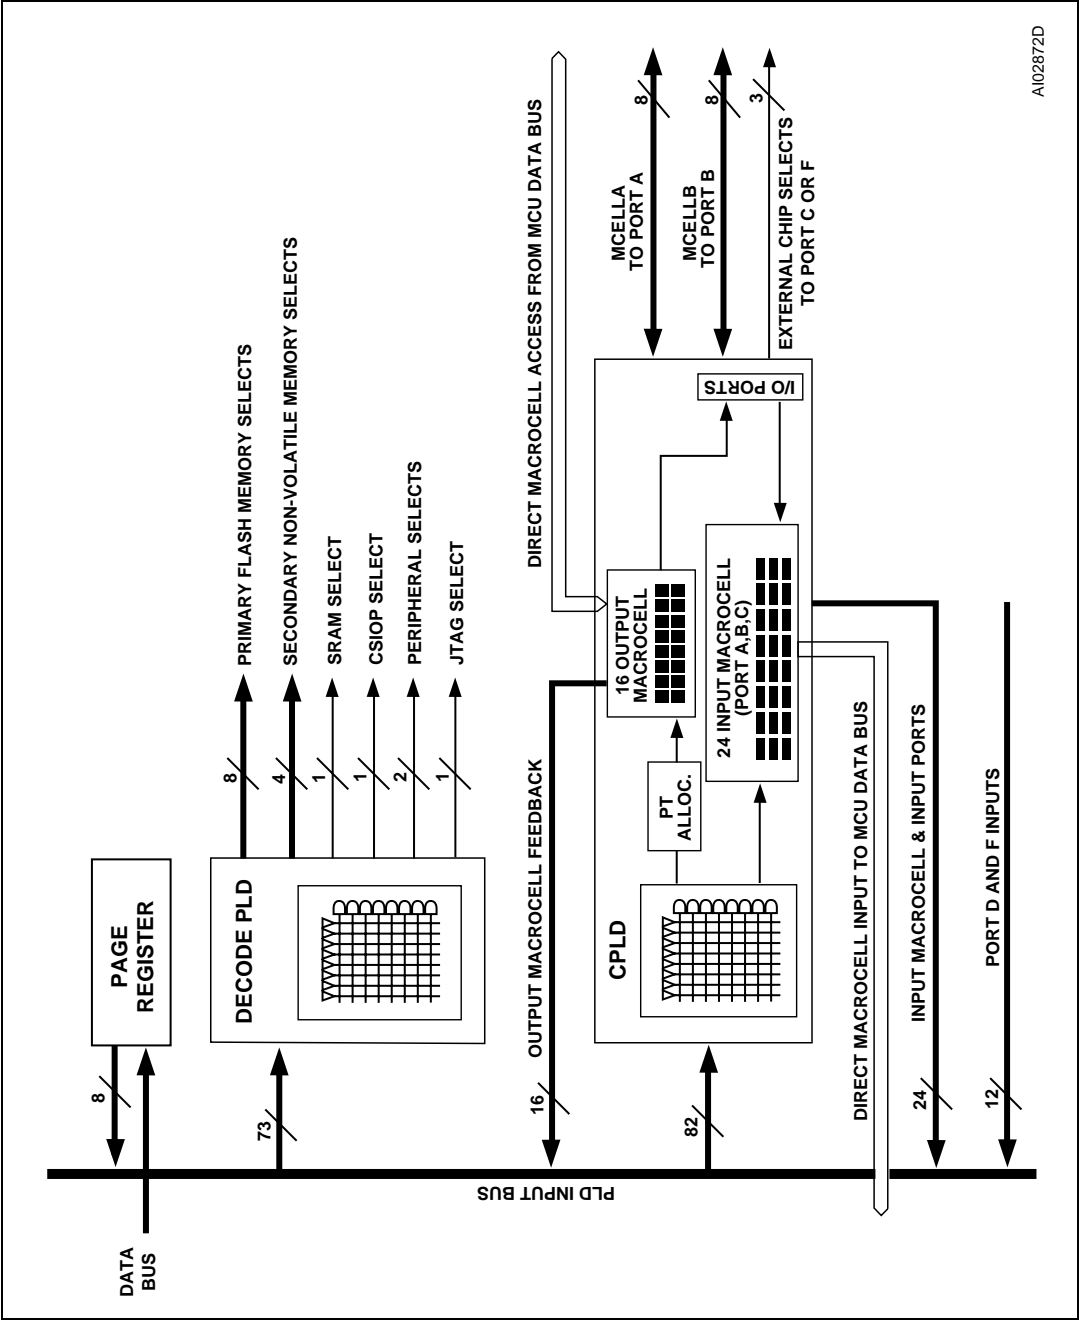 DATA
BUS
8
PAGE
REGISTER
PLD INPUT BUS
73
DECODE PLD
8
PRIMARY FLASH MEMORY SELECTS
4
SECONDARY NON-VOLATILE MEMORY SELECTS
1
SRAM SELECT
1
CSIOP SELECT
2
PERIPHERAL SELECTS
1
JTAG SELECT
16
OUTPUT MACROCELL FEEDBACK
DIRECT MACROCELL ACCESS FROM MCU DATA BUS
82
CPLD
PT
ALLOC.
16 OUTPUT
MACROCELL
24 INPUT MACROCELL
(PORT A,B,C)
I/O PORTS
MCELLA
TO PORT A
8
MCELLB
TO PORT B
8
EXTERNAL CHIP SELECTS
TO PORT C OR F
3
DIRECT MACROCELL INPUT TO MCU DATA BUS
24
INPUT MACROCELL & INPUT PORTS
12
PORT D AND F INPUTS
AI02872D